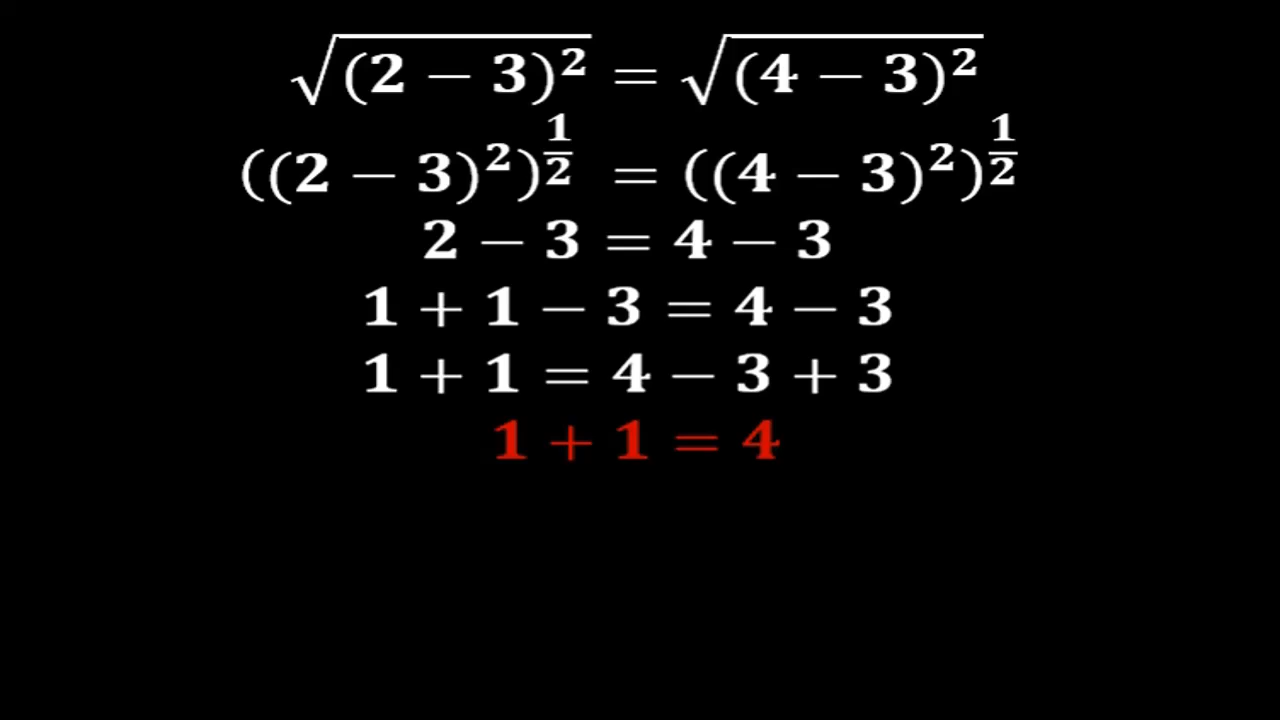 √(2 − 3)² = √(4 − 3)²
((2 − 3)²)^½ = ((4 − 3)²)^½
2 − 3 = 4 − 3
1 + 1 − 3 = 4 − 3
1 + 1 = 4 − 3 + 3
1 + 1 = 4